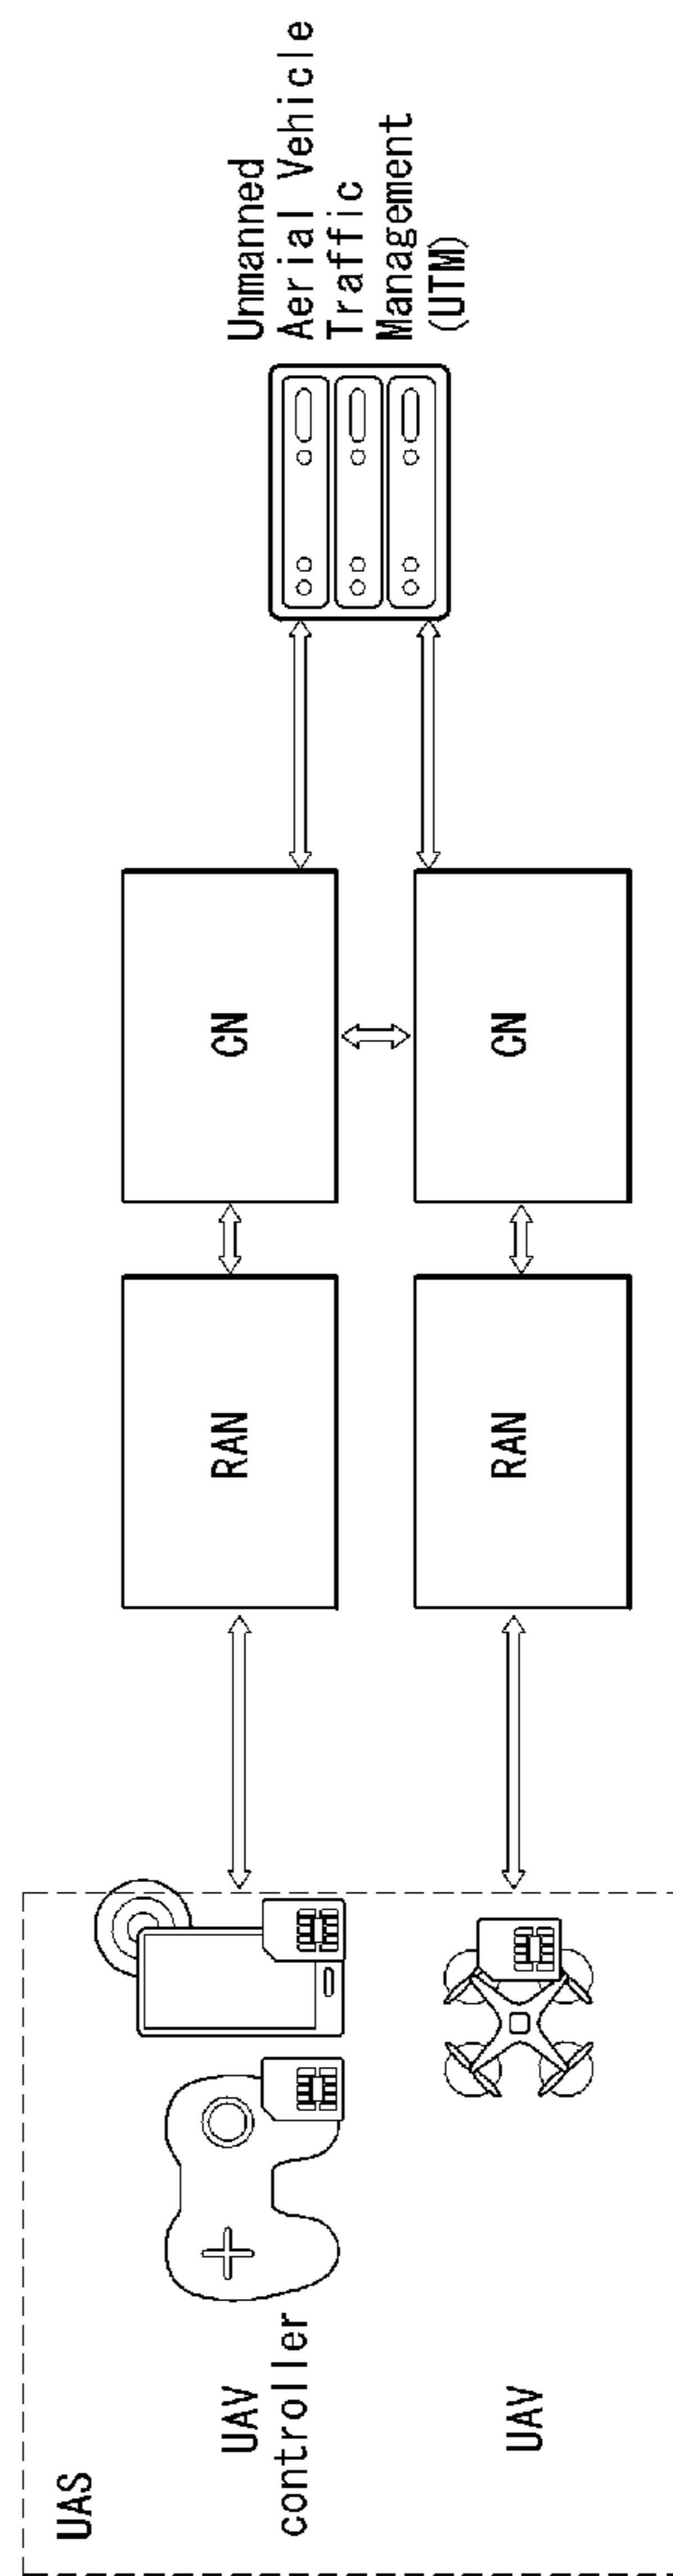 UAS
UAV
controller
RAN
CN
UAV
RAN
CN
Unmanned
Aerial Vehicle
Traffic
Management
(UTM)